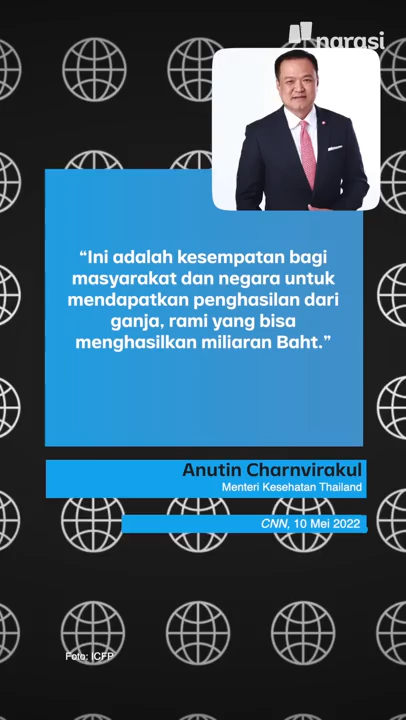 narasi
“Ini adalah kesempatan bagi
masyarakat dan negara untuk
mendapatkan penghasilan dari
ganja, rami yang bisa
menghasilkan miliaran Baht.”
Anutin Charnvirakul
Menteri Kesehatan Thailand
CNN, 10 Mei 2022
Foto: ICFP